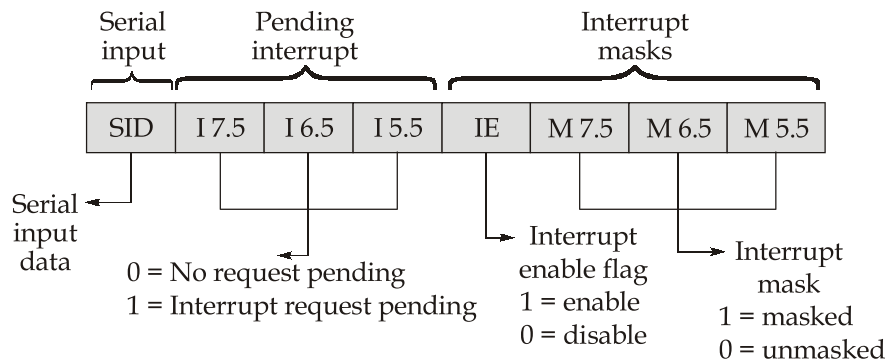 Serial
input
Pending
interrupt
Interrupt
masks
SID I 7.5 I 6.5 I 5.5 IE M 7.5 M 6.5 M 5.5
Serial
input
data
0 = No request pending
1 = Interrupt request pending
Interrupt
enable flag
1 = enable
0 = disable
Interrupt
mask
1 = masked
0 = unmasked